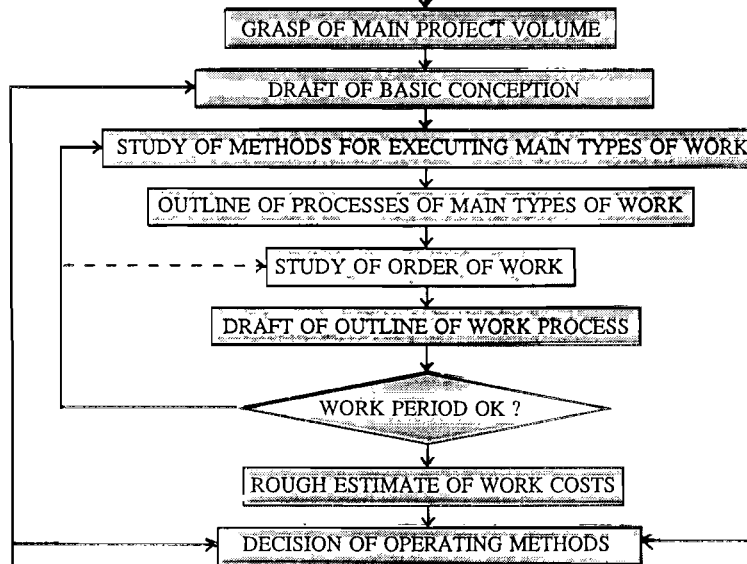 GRASP OF MAIN PROJECT VOLUME
DRAFT OF BASIC CONCEPTION
STUDY OF METHODS FOR EXECUTING MAIN TYPES OF WORK
OUTLINE OF PROCESSES OF MAIN TYPES OF WORK
STUDY OF ORDER OF WORK
DRAFT OF OUTLINE OF WORK PROCESS
WORK PERIOD OK ?
ROUGH ESTIMATE OF WORK COSTS
DECISION OF OPERATING METHODS